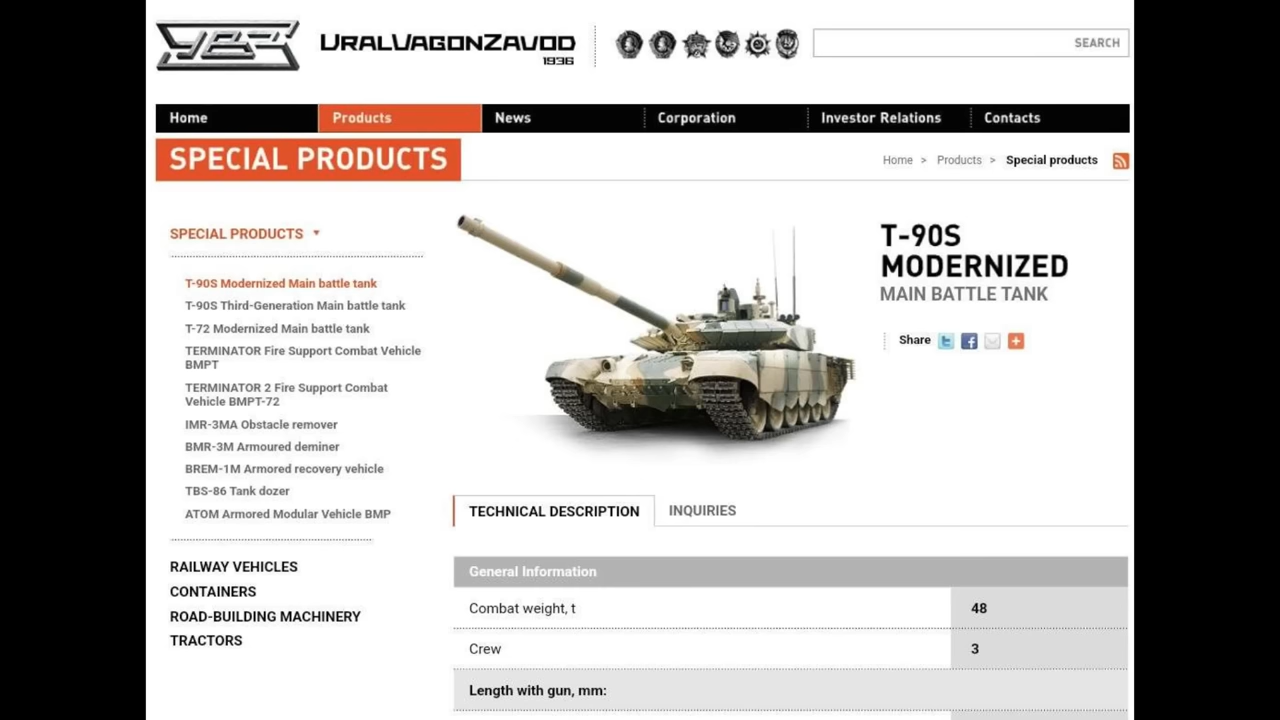 УВЗ
URALVAGONZAVOD
1936
SEARCH
Home
Products
News
Corporation
Investor Relations
Contacts
SPECIAL PRODUCTS
Home > Products > Special products
SPECIAL PRODUCTS
T-90S Modernized Main battle tank
T-90S Third-Generation Main battle tank
T-72 Modernized Main battle tank
TERMINATOR Fire Support Combat Vehicle
BMPT
TERMINATOR 2 Fire Support Combat
Vehicle BMPT-72
IMR-3MA Obstacle remover
BMR-3M Armoured deminer
BREM-1M Armored recovery vehicle
TBS-86 Tank dozer
ATOM Armored Modular Vehicle BMP
RAILWAY VEHICLES
CONTAINERS
ROAD-BUILDING MACHINERY
TRACTORS
T-90S
MODERNIZED
MAIN BATTLE TANK
Share
TECHNICAL DESCRIPTION
INQUIRIES
General Information
Combat weight, t 48
Crew 3
Length with gun, mm: